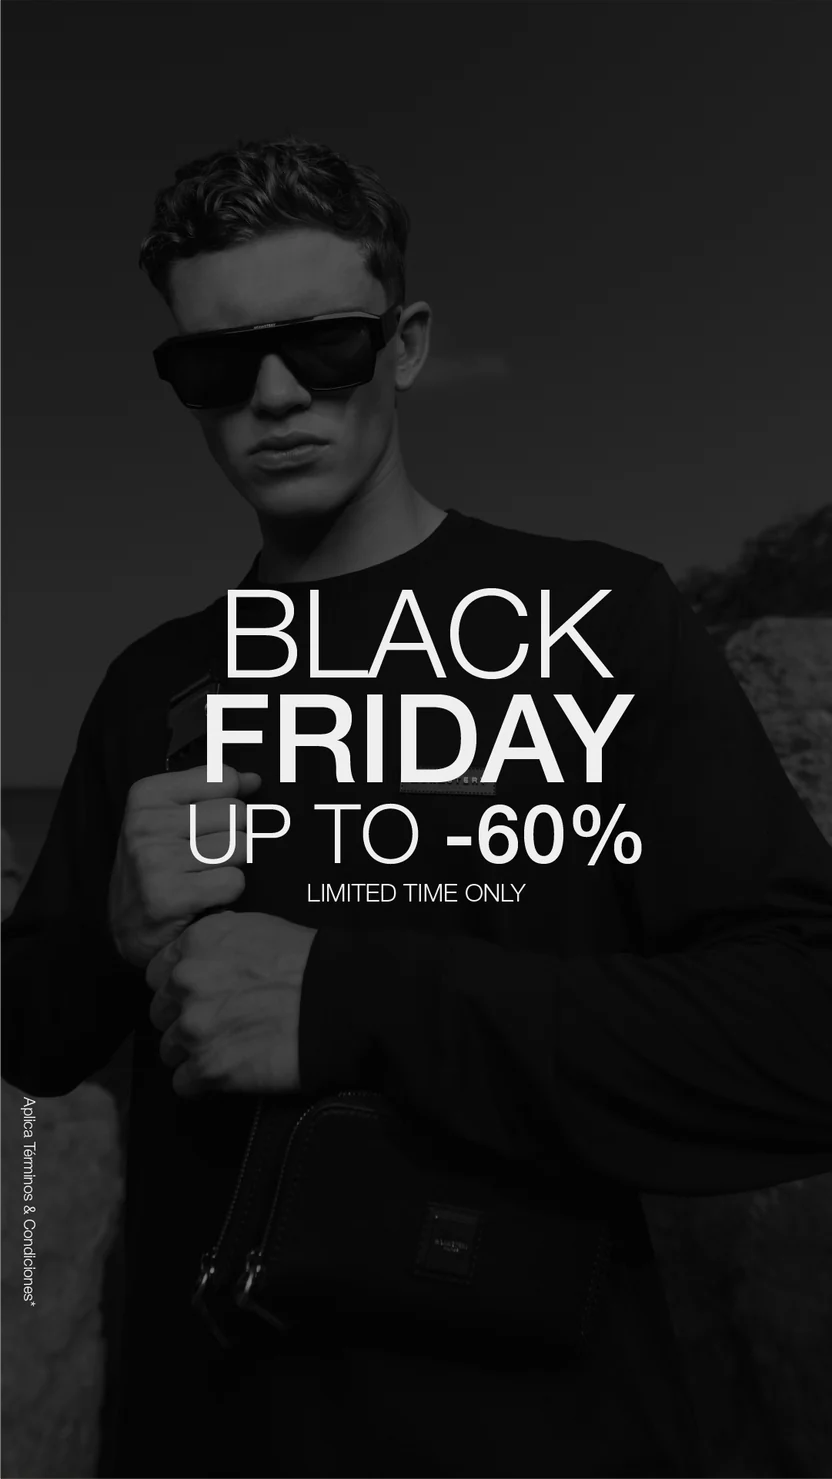 BLACK
FRIDAY
UP TO -60%
LIMITED TIME ONLY
Aplica Términos & Condiciones*